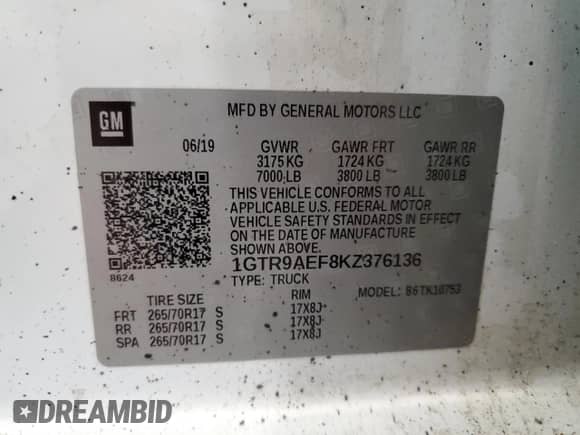 GM
MFD BY GENERAL MOTORS LLC
06/19 GVWR GAWR FRT GAWR RR
3175 KG 1724 KG 1724 KG
7000 LB 3800 LB 3800 LB
THIS VEHICLE CONFORMS TO ALL
APPLICABLE U.S. FEDERAL MOTOR
VEHICLE SAFETY STANDARDS IN EFFECT
ON THE DATE OF MANUFACTURE
SHOWN ABOVE.
8624 1GTR9AEF8KZ376136
TYPE: TRUCK
MODEL: B6TK10753
TIRE SIZE RIM
FRT 265/70R17 S 17X8J
RR 265/70R17 S 17X8J
SPA 265/70R17 S 17X8J
DREAMBID